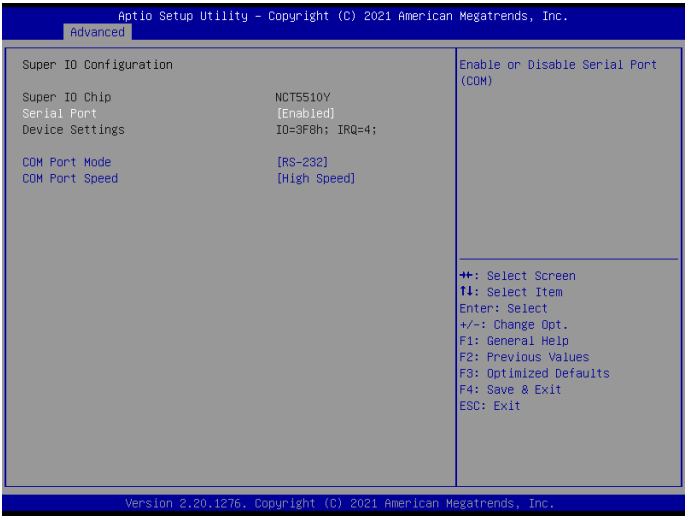 Aptio Setup Utility – Copyright (C) 2021 American Megatrends, Inc.
Advanced
Super IO Configuration
Super IO Chip NCT5510Y
Serial Port [Enabled]
Device Settings IO=3F8h; IRQ=4;
COM Port Mode [RS-232]
COM Port Speed [High Speed]
Enable or Disable Serial Port
(COM)
→←: Select Screen
↑↓: Select Item
Enter: Select
+/-: Change Opt.
F1: General Help
F2: Previous Values
F3: Optimized Defaults
F4: Save & Exit
ESC: Exit
Version 2.20.1276. Copyright (C) 2021 American Megatrends, Inc.